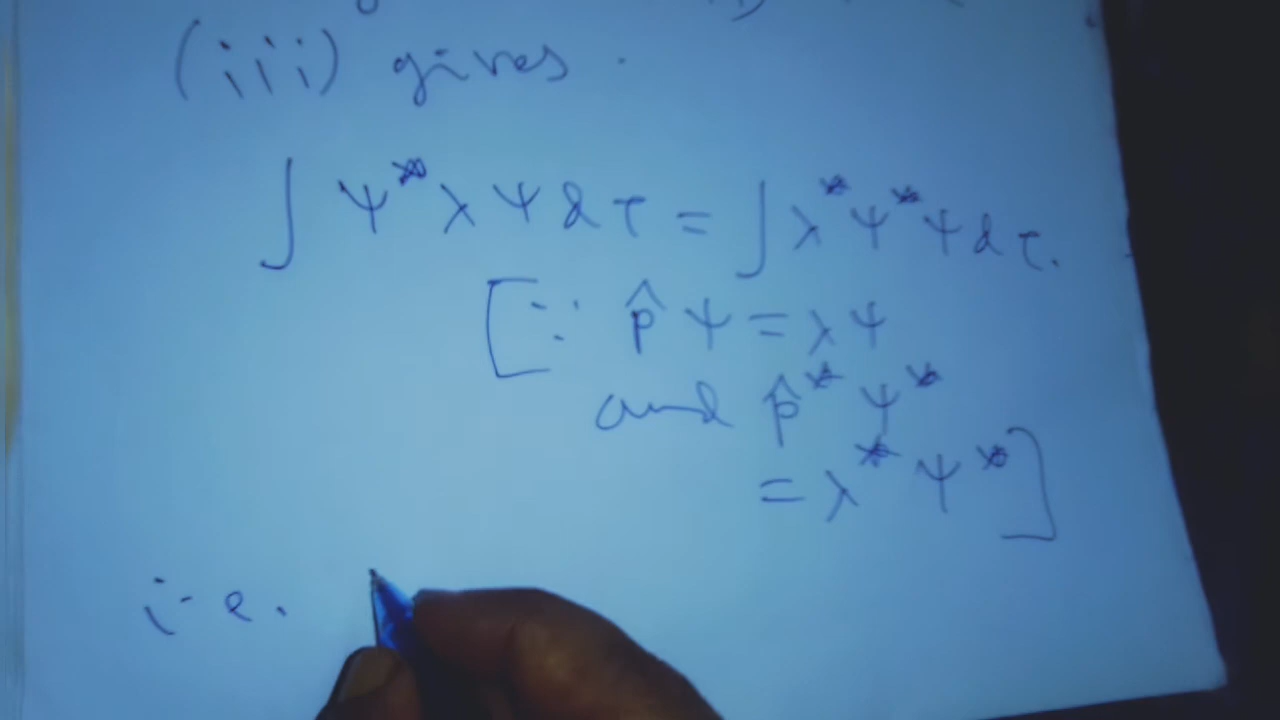 (iii) gives.
∫ ψ* λ ψ dτ = ∫ λ* ψ* ψ dτ.
[∵ p̂ ψ = λ ψ
and p̂* ψ*
= λ* ψ*]
i.e.